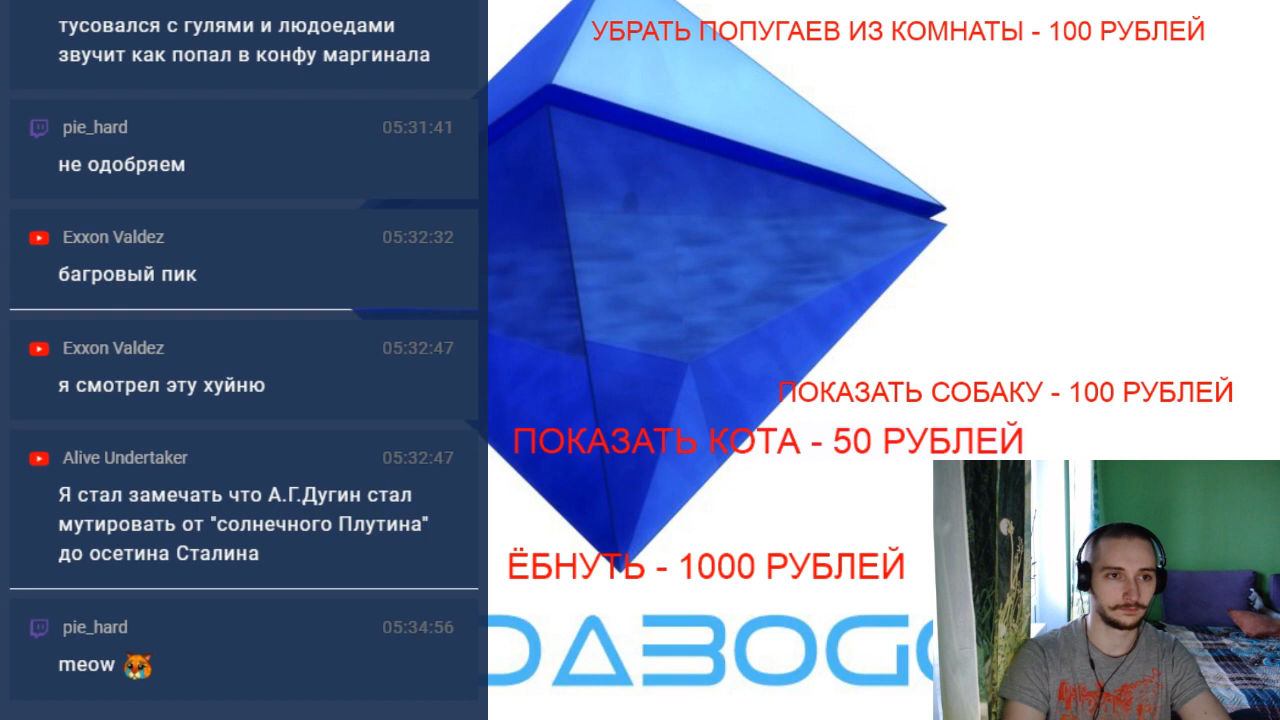 тусовался с гулями и людоедами
звучит как попал в конфу маргинала
pie_hard 05:31:41
не одобряем
Exxon Valdez 05:32:32
багровый пик
Exxon Valdez 05:32:47
я смотрел эту хуйню
Alive Undertaker 05:32:47
Я стал замечать что А.Г.Дугин стал
мутировать от "солнечного Плутина"
до осетина Сталина
pie_hard 05:34:56
meow
УБРАТЬ ПОПУГАЕВ ИЗ КОМНАТЫ - 100 РУБЛЕЙ
ПОКАЗАТЬ СОБАКУ - 100 РУБЛЕЙ
ПОКАЗАТЬ КОТА - 50 РУБЛЕЙ
ЁБНУТЬ - 1000 РУБЛЕЙ